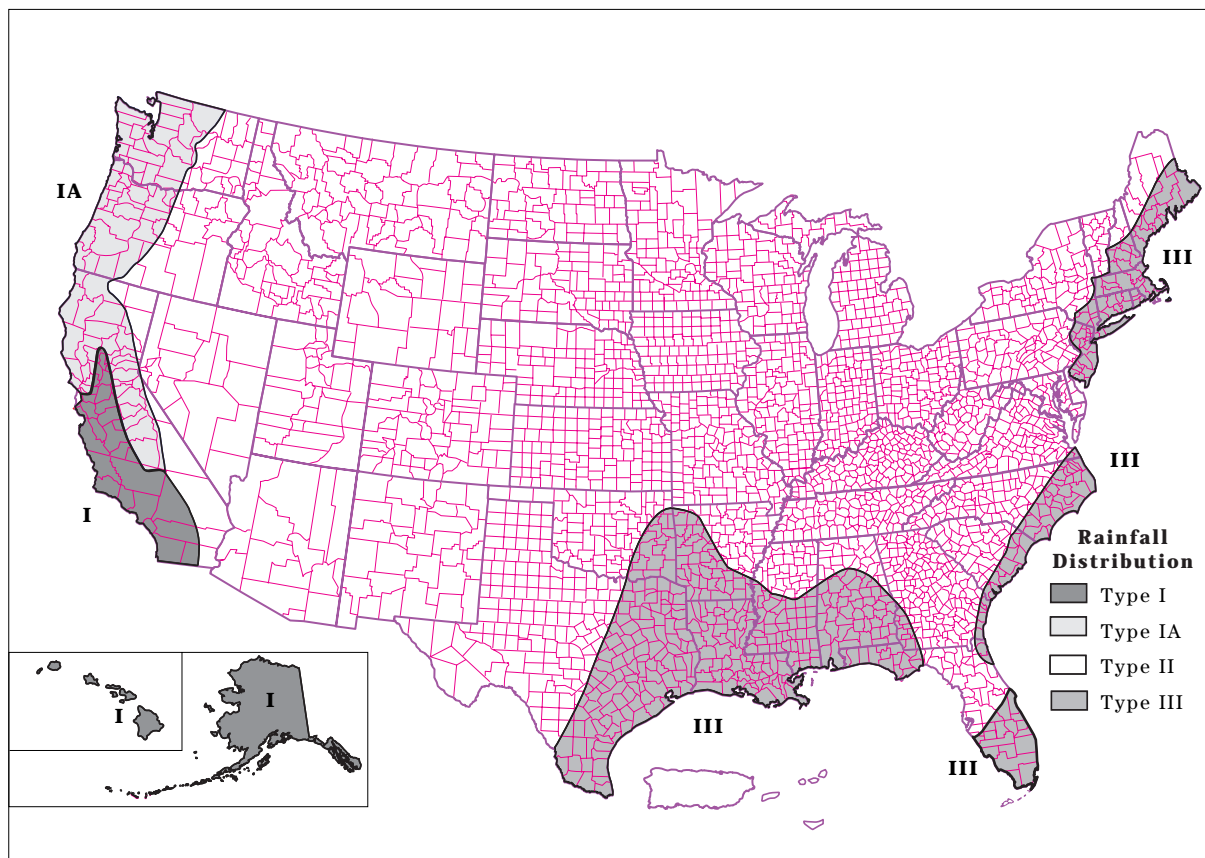 IA
III
III
I
Rainfall
Distribution
Type I
Type IA
Type II
Type III
I
I
III
III